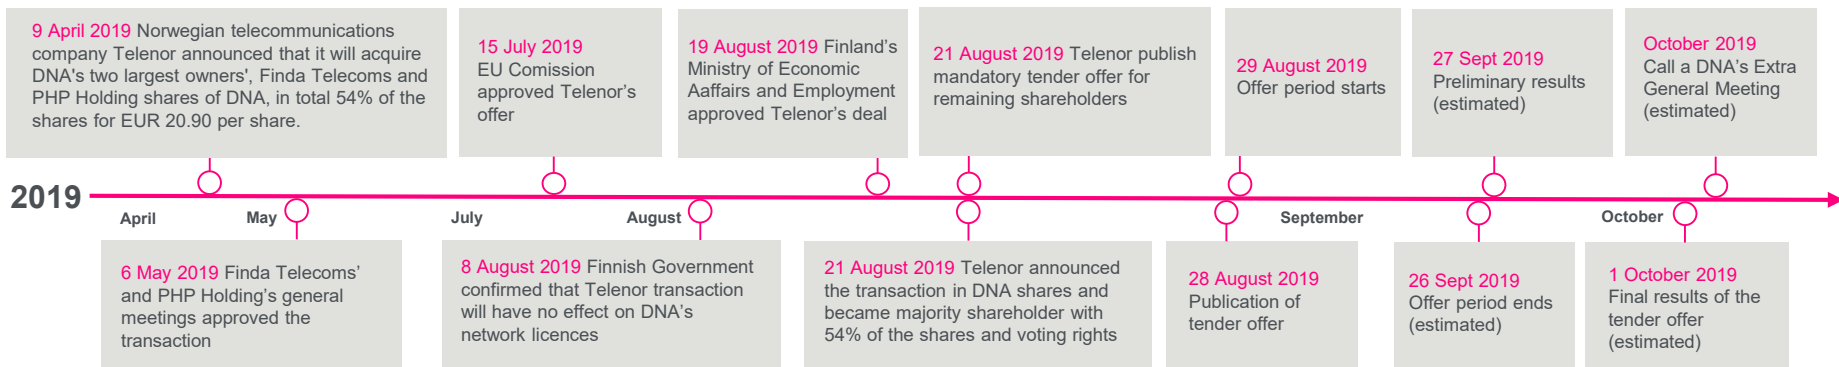 9 April 2019 Norwegian telecommunications
company Telenor announced that it will acquire
DNA's two largest owners', Finda Telecoms and
PHP Holding shares of DNA, in total 54% of the
shares for EUR 20.90 per share.
15 July 2019
EU Comission
approved Telenor's
offer
19 August 2019 Finland's
Ministry of Economic
Aaffairs and Employment
approved Telenor's deal
21 August 2019 Telenor publish
mandatory tender offer for
remaining shareholders
29 August 2019
Offer period starts
27 Sept 2019
Preliminary results
(estimated)
October 2019
Call a DNA's Extra
General Meeting
(estimated)
2019
April
May
July
August
September
October
6 May 2019 Finda Telecoms'
and PHP Holding's general
meetings approved the
transaction
8 August 2019 Finnish Government
confirmed that Telenor transaction
will have no effect on DNA's
network licences
21 August 2019 Telenor announced
the transaction in DNA shares and
became majority shareholder with
54% of the shares and voting rights
28 August 2019
Publication of
tender offer
26 Sept 2019
Offer period ends
(estimated)
1 October 2019
Final results of the
tender offer
(estimated)